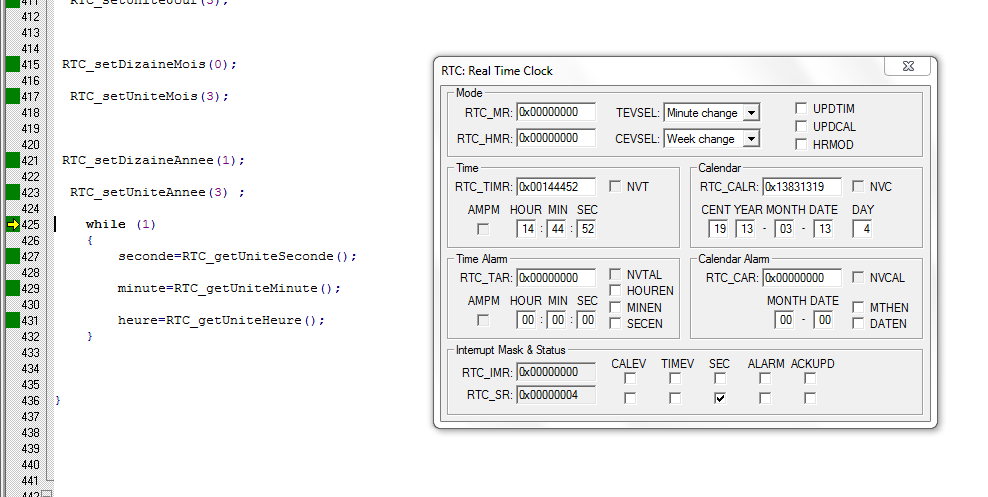 411 RTC_setUniteJour(3);
412
413
414
415 RTC_setDizaineMois(0);
416
417 RTC_setUniteMois(3);
418
419
420
421 RTC_setDizaineAnnee(1);
422
423 RTC_setUniteAnnee(3) ;
424
425 while (1)
426 {
427 seconde=RTC_getUniteSeconde();
428
429 minute=RTC_getUniteMinute();
430
431 heure=RTC_getUniteHeure();
432 }
433
434
435
436 }
437
438
439
440
441
442
RTC: Real Time Clock
Mode
RTC_MR: 0x00000000 TEVSEL: Minute change UPDTIM
UPDCAL
RTC_HMR: 0x00000000 CEVSEL: Week change HRMOD
Time
RTC_TIMR: 0x00144452 NVT
AMPM HOUR MIN SEC
14 : 44 : 52
Calendar
RTC_CALR: 0x13831319 NVC
CENT YEAR MONTH DATE DAY
19 13 - 03 - 13 4
Time Alarm
RTC_TAR: 0x00000000 NVTAL
HOUREN
AMPM HOUR MIN SEC MINEN
00 : 00 : 00 SECEN
Calendar Alarm
RTC_CAR: 0x00000000 NVCAL
MONTH DATE MTHEN
00 - 00 DATEN
Interrupt Mask & Status
CALEV TIMEV SEC ALARM ACKUPD
RTC_IMR: 0x00000000
RTC_SR: 0x00000004